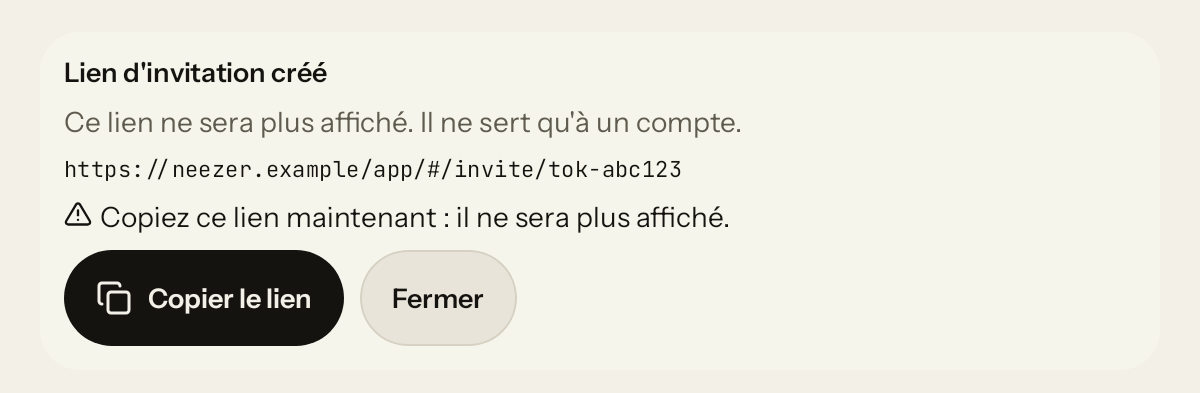 Lien d'invitation créé
Ce lien ne sera plus affiché. Il ne sert qu'à un compte.
https://neezer.example/app/#/invite/tok-abc123
Copiez ce lien maintenant : il ne sera plus affiché.
Copier le lien
Fermer